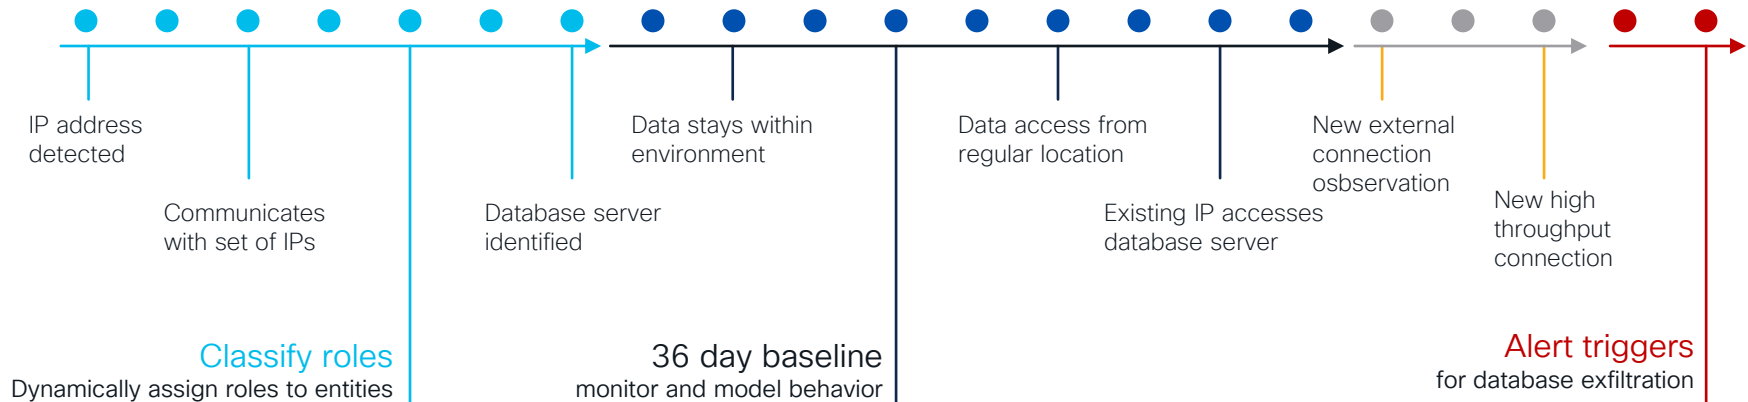 IP address
detected
Communicates
with set of IPs
Database server
identified
Data stays within
environment
Data access from
regular location
Existing IP accesses
database server
New external
connection
osbservation
New high
throughput
connection
Classify roles
Dynamically assign roles to entities
36 day baseline
monitor and model behavior
Alert triggers
for database exfiltration